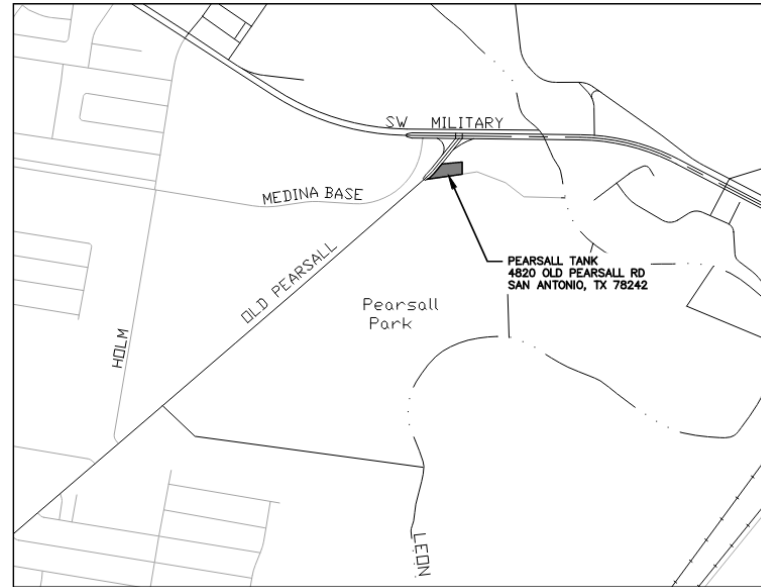 SW MILITARY
MEDINA BASE
OLD PEARSALL
PEARSALL TANK
4820 OLD PEARSALL RD
SAN ANTONIO, TX 78242
Pearsall
Park
HOLM
LEON